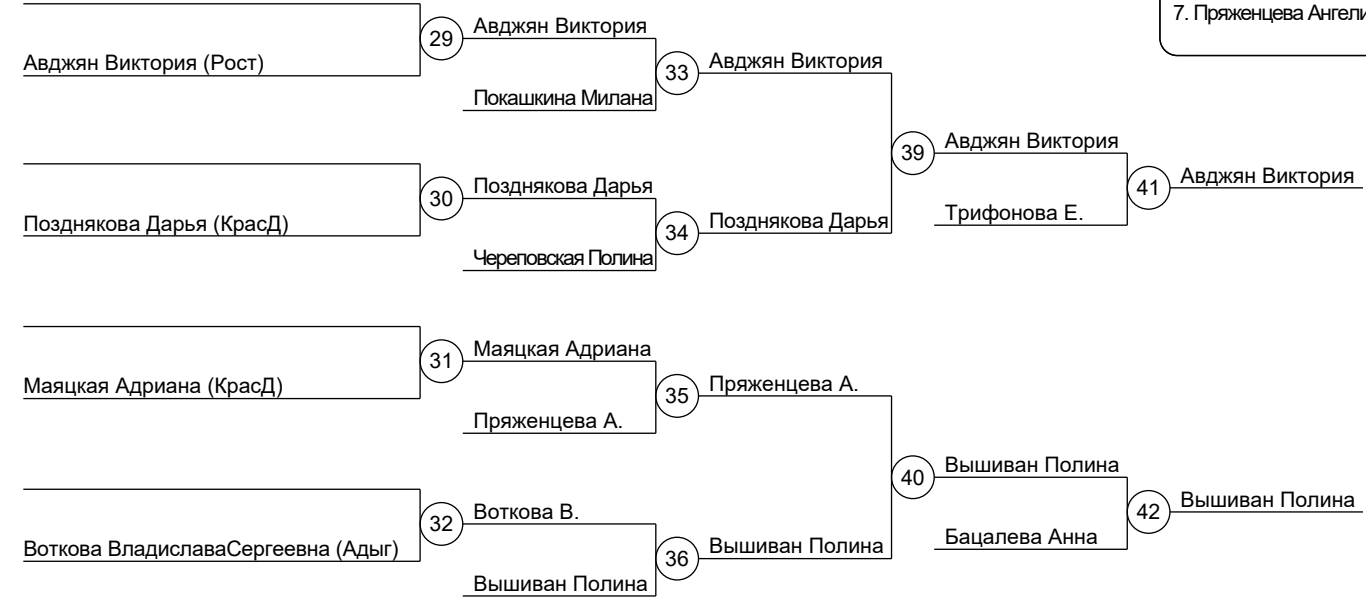 7. Пряженцева Ангели
29
Авджян Виктория
Авджян Виктория (Рост)
33
Авджян Виктория
Покашкина Милана
39
Авджян Виктория
30
Позднякова Дарья
41
Авджян Виктория
Позднякова Дарья (КрасД)
34
Позднякова Дарья
Трифонова Е.
Череповская Полина
31
Маяцкая Адриана
Маяцкая Адриана (КрасД)
35
Пряженцева А.
Пряженцева А.
40
Вышиван Полина
32
Воткова В.
42
Вышиван Полина
Воткова ВладиславаСергеевна (Адыг)
36
Вышиван Полина
Бацалева Анна
Вышиван Полина